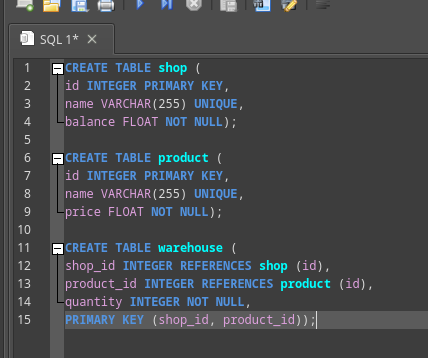 SQL 1*
1 CREATE TABLE shop (
2 id INTEGER PRIMARY KEY,
3 name VARCHAR(255) UNIQUE,
4 balance FLOAT NOT NULL);
5
6 CREATE TABLE product (
7 id INTEGER PRIMARY KEY,
8 name VARCHAR(255) UNIQUE,
9 price FLOAT NOT NULL);
10
11 CREATE TABLE warehouse (
12 shop_id INTEGER REFERENCES shop (id),
13 product_id INTEGER REFERENCES product (id),
14 quantity INTEGER NOT NULL,
15 PRIMARY KEY (shop_id, product_id));